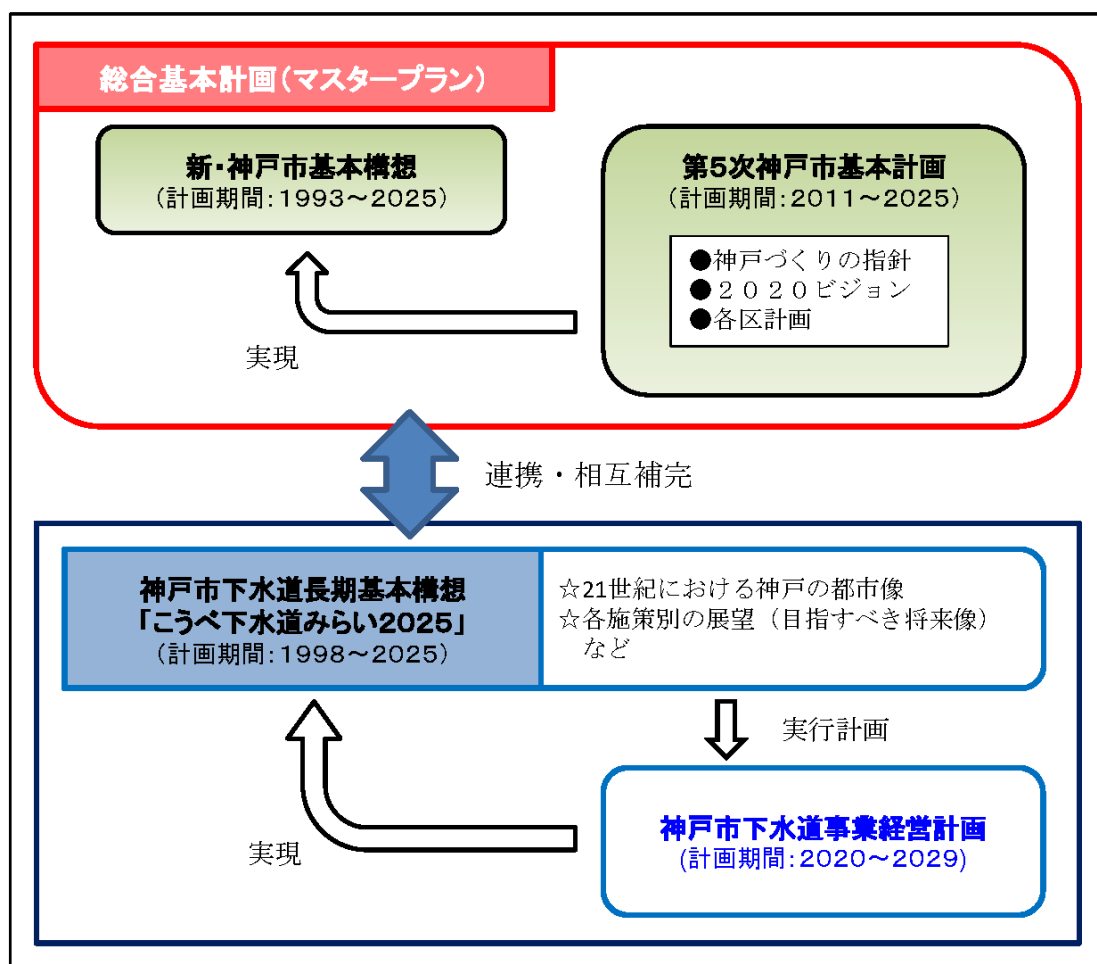 総合基本計画(マスタープラン)
新・神戸市基本構想
(計画期間:1993~2025)
第5次神戸市基本計画
(計画期間:2011~2025)
●神戸づくりの指針
●2020ビジョン
●各区計画
実現
連携・相互補完
神戸市下水道長期基本構想
「こうべ下水道みらい2025」
(計画期間:1998~2025)
☆21世紀における神戸の都市像
☆各施策別の展望(目指すべき将来像)
など
実行計画
神戸市下水道事業経営計画
(計画期間:2020~2029)
実現